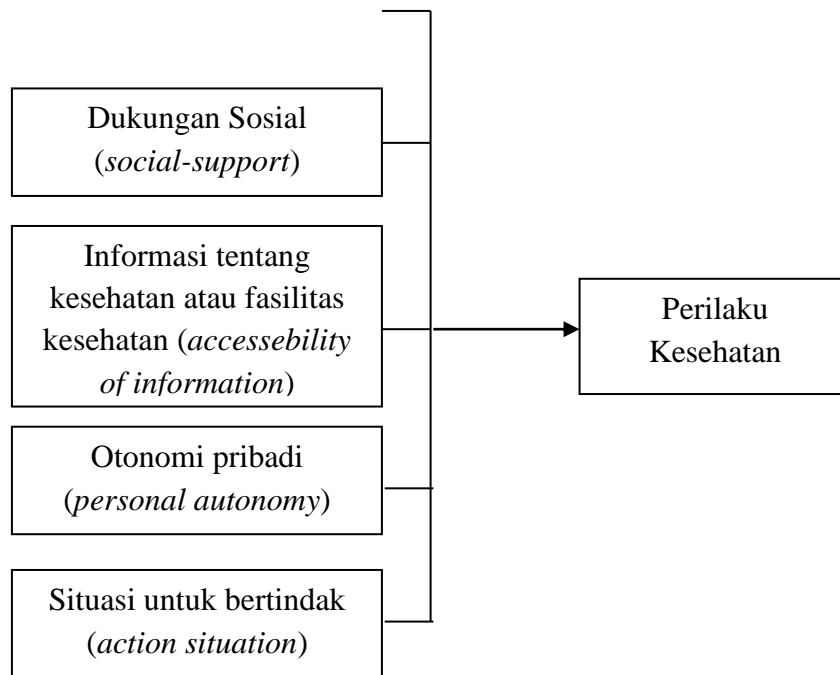 Dukungan Sosial
(social-support)
Informasi tentang
kesehatan atau fasilitas
kesehatan (accessebility
of information)
Otonomi pribadi
(personal autonomy)
Situasi untuk bertindak
(action situation)
Perilaku
Kesehatan